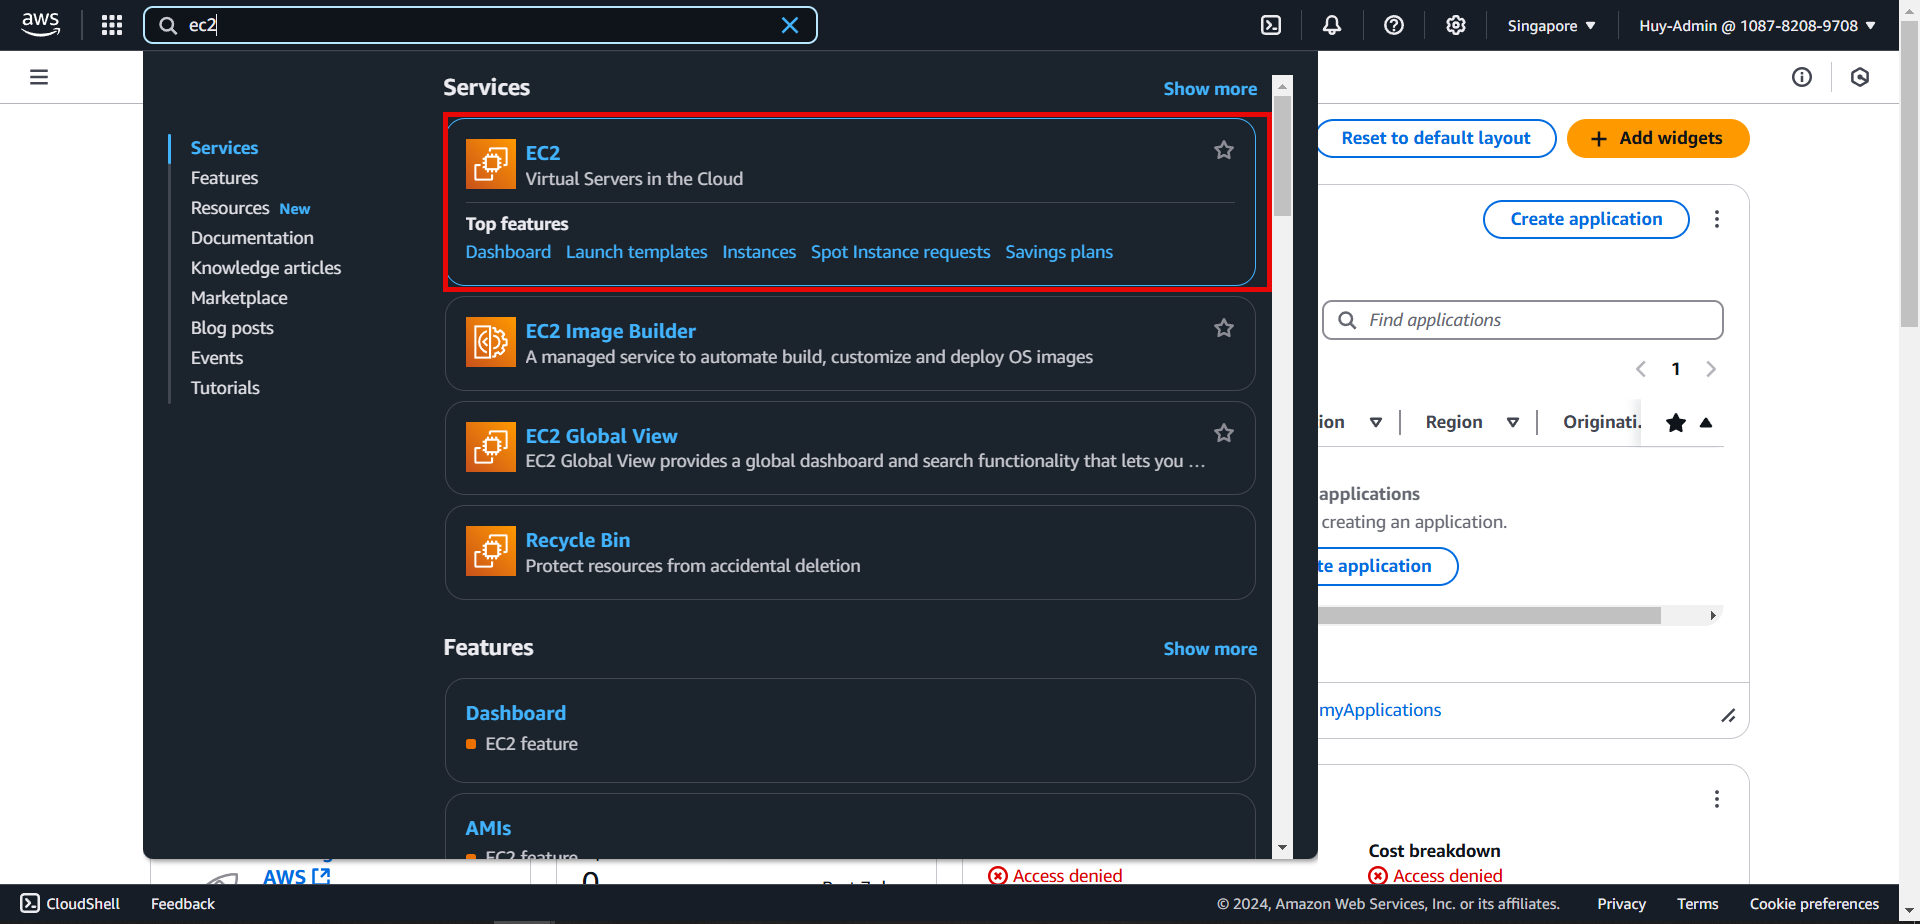 aws
ec2
Singapore
Huy-Admin @ 1087-8208-9708
Services
Show more
Services
Features
Resources New
Documentation
Knowledge articles
Marketplace
Blog posts
Events
Tutorials
EC2
Virtual Servers in the Cloud
Top features
Dashboard Launch templates Instances Spot Instance requests Savings plans
EC2 Image Builder
A managed service to automate build, customize and deploy OS images
EC2 Global View
EC2 Global View provides a global dashboard and search functionality that lets you ...
Recycle Bin
Protect resources from accidental deletion
Features
Show more
Dashboard
EC2 feature
AMIs
EC2 feature
Reset to default layout
+ Add widgets
Create application
Find applications
1
ion Region Originati.
applications
creating an application.
te application
myApplications
Cost breakdown
AWS
0
Access denied
Access denied
CloudShell Feedback
© 2024, Amazon Web Services, Inc. or its affiliates. Privacy Terms Cookie preferences